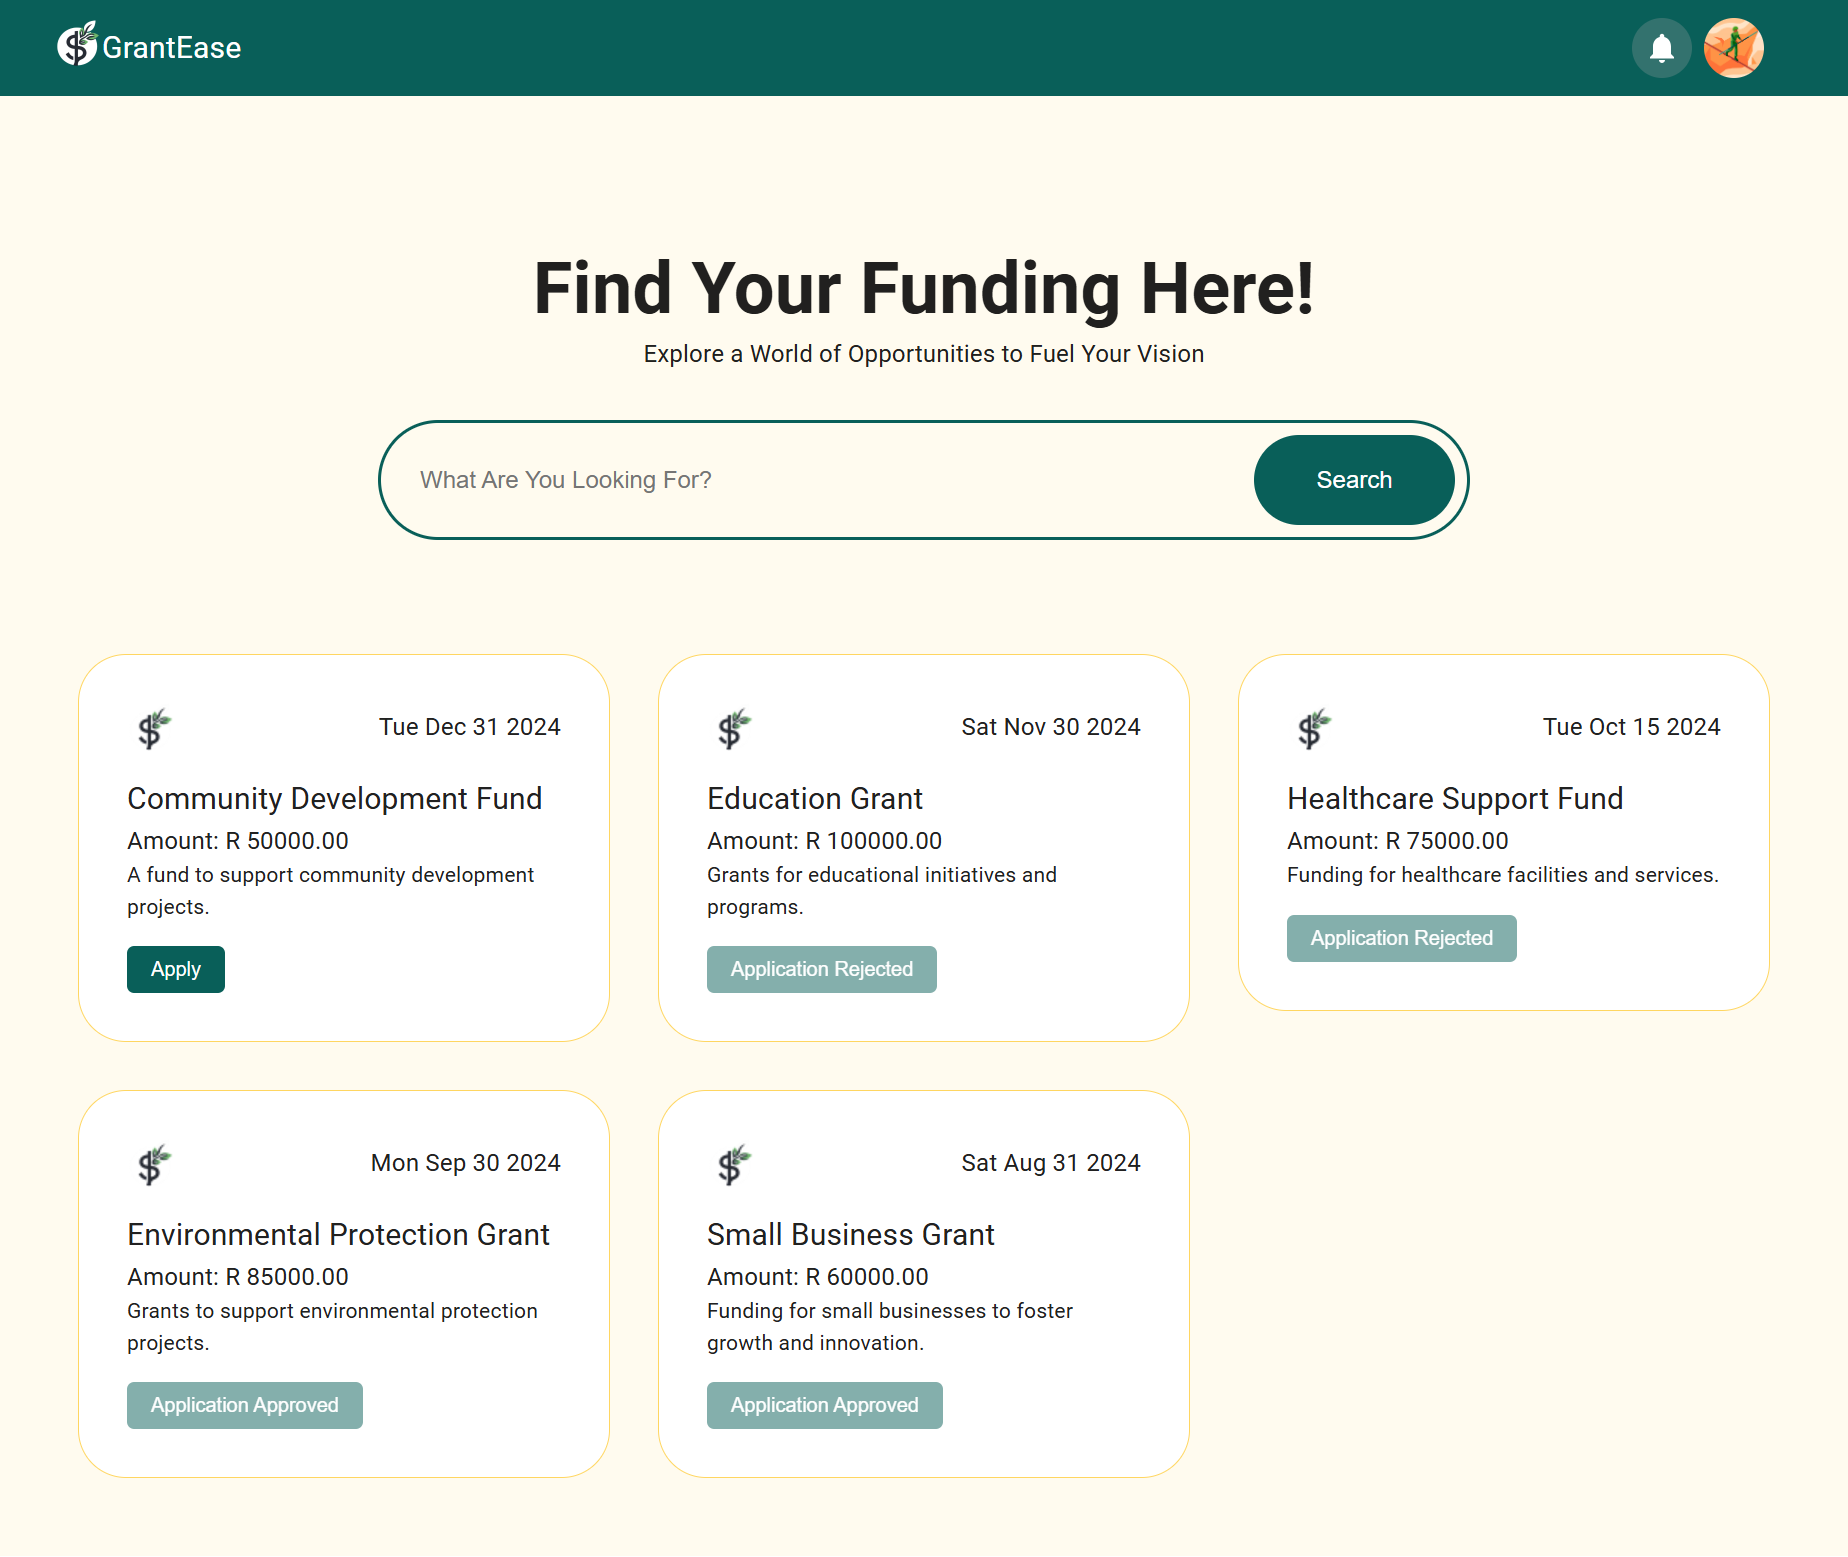 GrantEase
Find Your Funding Here!
Explore a World of Opportunities to Fuel Your Vision
What Are You Looking For?
Search
Tue Dec 31 2024
Community Development Fund
Amount: R 50000.00
A fund to support community development
projects.
Apply
Sat Nov 30 2024
Education Grant
Amount: R 100000.00
Grants for educational initiatives and
programs.
Application Rejected
Tue Oct 15 2024
Healthcare Support Fund
Amount: R 75000.00
Funding for healthcare facilities and services.
Application Rejected
Mon Sep 30 2024
Environmental Protection Grant
Amount: R 85000.00
Grants to support environmental protection
projects.
Application Approved
Sat Aug 31 2024
Small Business Grant
Amount: R 60000.00
Funding for small businesses to foster
growth and innovation.
Application Approved